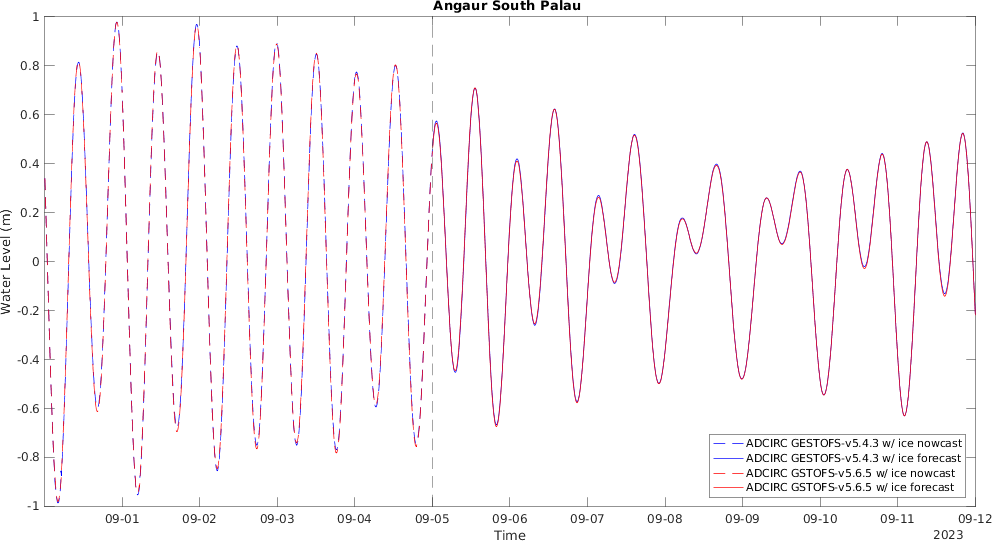 Angaur South Palau
Water Level (m)
1
0.8
0.6
0.4
0.2
0
-0.2
-0.4
-0.6
-0.8
-1
ADCIRC GESTOFS-v5.4.3 w/ ice nowcast
ADCIRC GESTOFS-v5.4.3 w/ ice forecast
ADCIRC GSTOFS-v5.6.5 w/ ice nowcast
ADCIRC GSTOFS-v5.6.5 w/ ice forecast
09-01 09-02 09-03 09-04 09-05 09-06 09-07 09-08 09-09 09-10 09-11 09-12
Time
2023